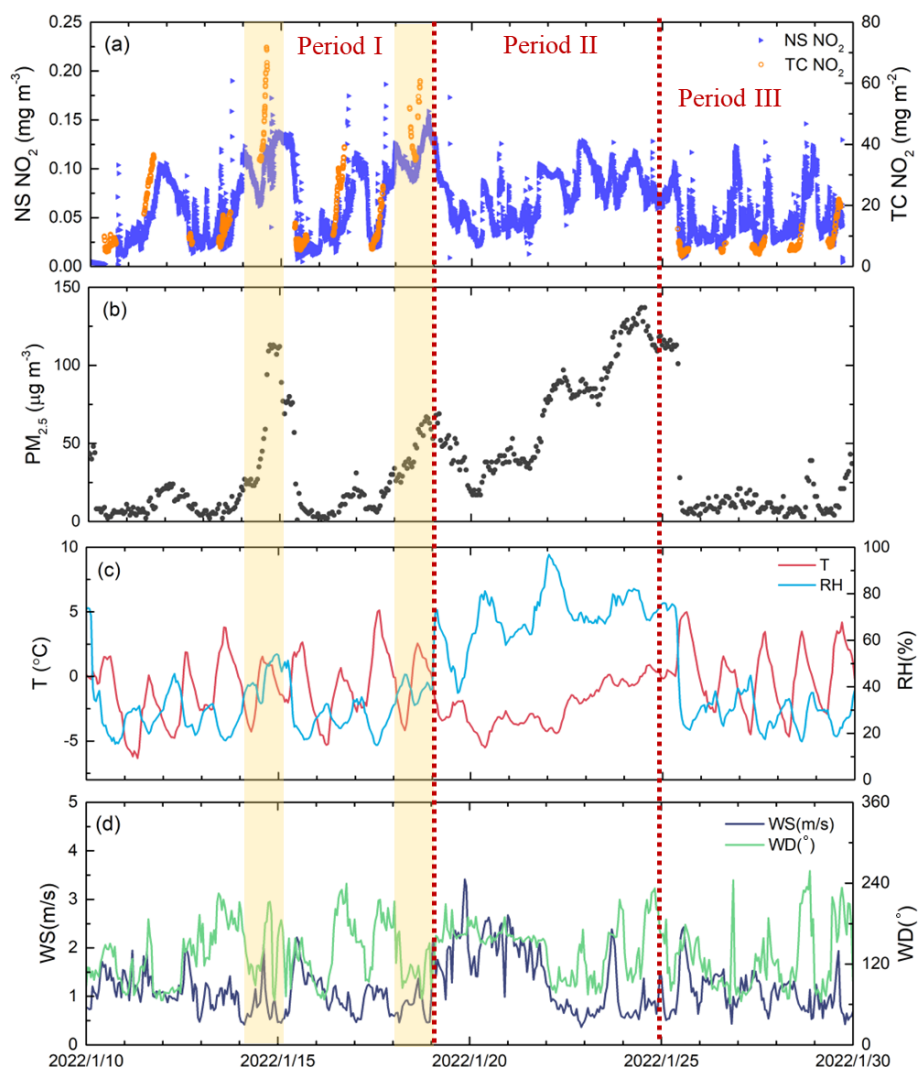 (a)
Period I
Period II
Period III
NS NO₂
TC NO₂
NS NO₂ (mg m⁻³)
0.25
0.20
0.15
0.10
0.05
0.00
TC NO₂ (mg m⁻²)
80
60
40
20
0
(b)
PM₂.₅ (μg m⁻³)
150
100
50
0
(c)
T
RH
T (°C)
10
5
0
-5
RH(%)
100
80
60
40
20
0
(d)
WS(m/s)
WD(°)
WS(m/s)
5
4
3
2
1
0
WD(°)
360
240
120
0
2022/1/10
2022/1/15
2022/1/20
2022/1/25
2022/1/30